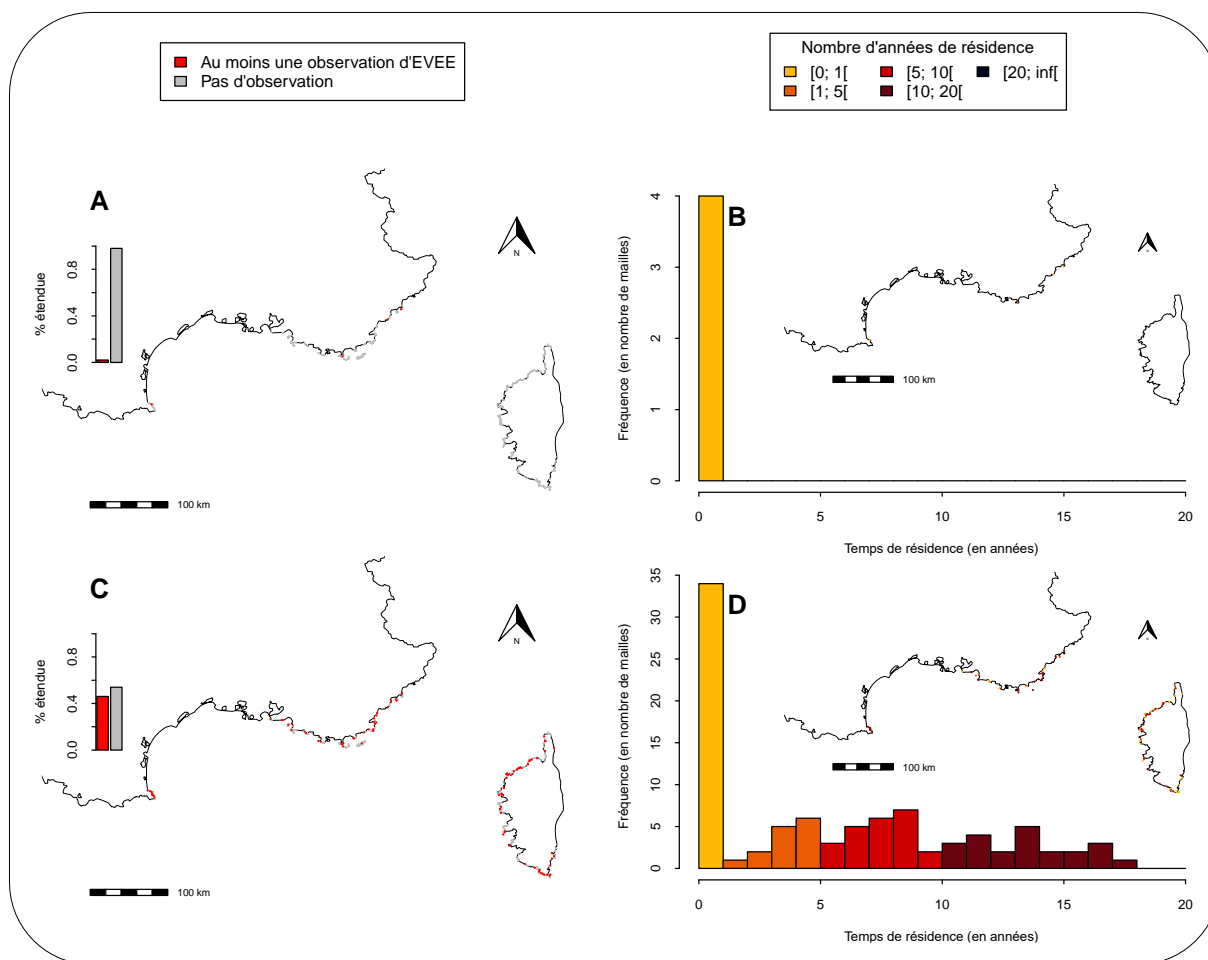 Au moins une observation d'EVEE
Pas d'observation
Nombre d'années de résidence
[0; 1[
[5; 10[
[20; inf[
[1; 5[
[10; 20[
A
% étendue
0.0
0.4
0.8
N
100 km
B
Fréquence (en nombre de mailles)
0
1
2
3
4
100 km
0
5
10
15
20
Temps de résidence (en années)
C
% étendue
0.0
0.4
0.8
N
100 km
D
Fréquence (en nombre de mailles)
0
5
10
15
20
25
30
35
100 km
0
5
10
15
20
Temps de résidence (en années)